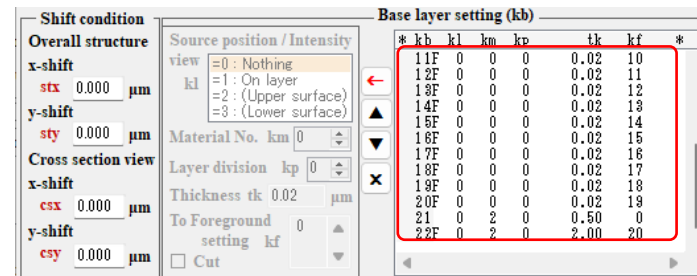 Shift condition
Overall structure
x-shift
stx 0.000 μm
y-shift
sty 0.000 μm
Cross section view
x-shift
csx 0.000 μm
y-shift
csy 0.000 μm
Source position / Intensity
view kl
=0 : Nothing
=1 : On layer
=2 : (Upper surface)
=3 : (Lower surface)
Material No. km 0
Layer division kp 0
Thickness tk 0.02 μm
To Foreground
setting kf 0
Cut
Base layer setting (kb)
* kb kl km kp tk kf *
11F 0 0 0 0.02 10
12F 0 0 0 0.02 11
13F 0 0 0 0.02 12
14F 0 0 0 0.02 13
15F 0 0 0 0.02 14
16F 0 0 0 0.02 15
17F 0 0 0 0.02 16
18F 0 0 0 0.02 17
19F 0 0 0 0.02 18
20F 0 0 0 0.02 19
21 0 2 0 0.50 0
22F 0 2 0 2.00 20